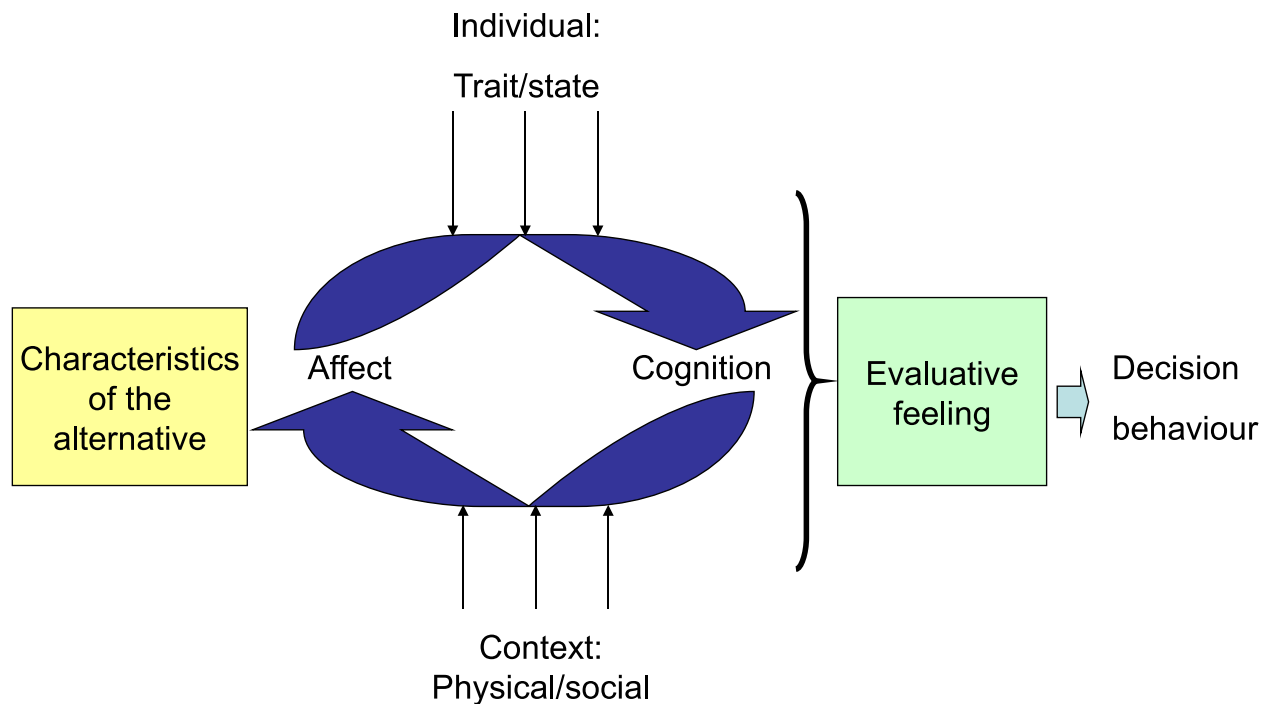 Individual:
Trait/state
Characteristics
of the
alternative
Affect
Cognition
Evaluative
feeling
Decision
behaviour
Context:
Physical/social